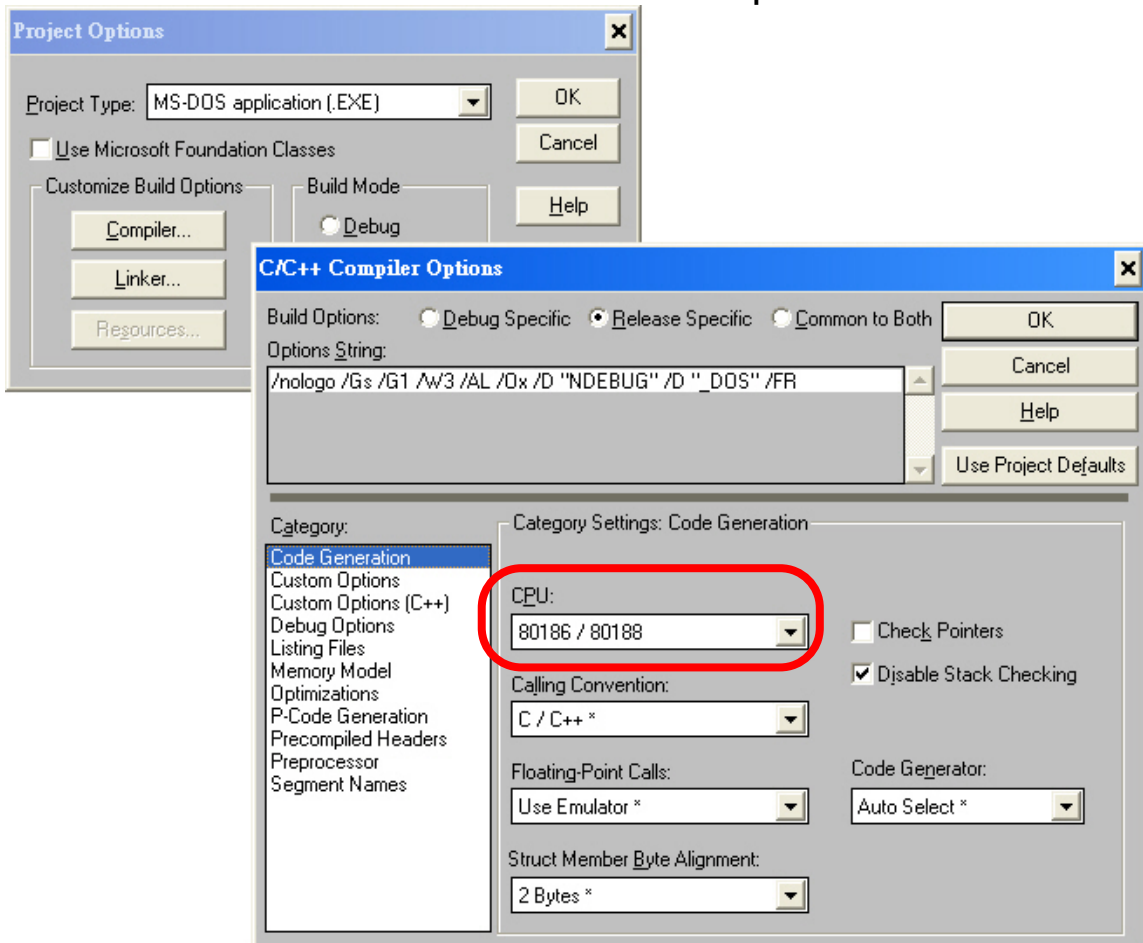 Project Options
Project Type: MS-DOS application (.EXE)
OK
Use Microsoft Foundation Classes
Cancel
Customize Build Options
Build Mode
Help
Compiler...
Debug
Linker...
Resources...
C/C++ Compiler Options
Build Options: Debug Specific Release Specific Common to Both
OK
Options String:
Cancel
/nologo /Gs /G1 /W3 /AL /Ox /D "NDEBUG" /D "_DOS" /FR
Help
Use Project Defaults
Category:
Code Generation
Custom Options
Custom Options (C++)
Debug Options
Listing Files
Memory Model
Optimizations
P-Code Generation
Precompiled Headers
Preprocessor
Segment Names
Category Settings: Code Generation
CPU:
80186 / 80188
Check Pointers
Disable Stack Checking
Calling Convention:
C / C++ *
Floating-Point Calls:
Use Emulator *
Code Generator:
Auto Select *
Struct Member Byte Alignment:
2 Bytes *